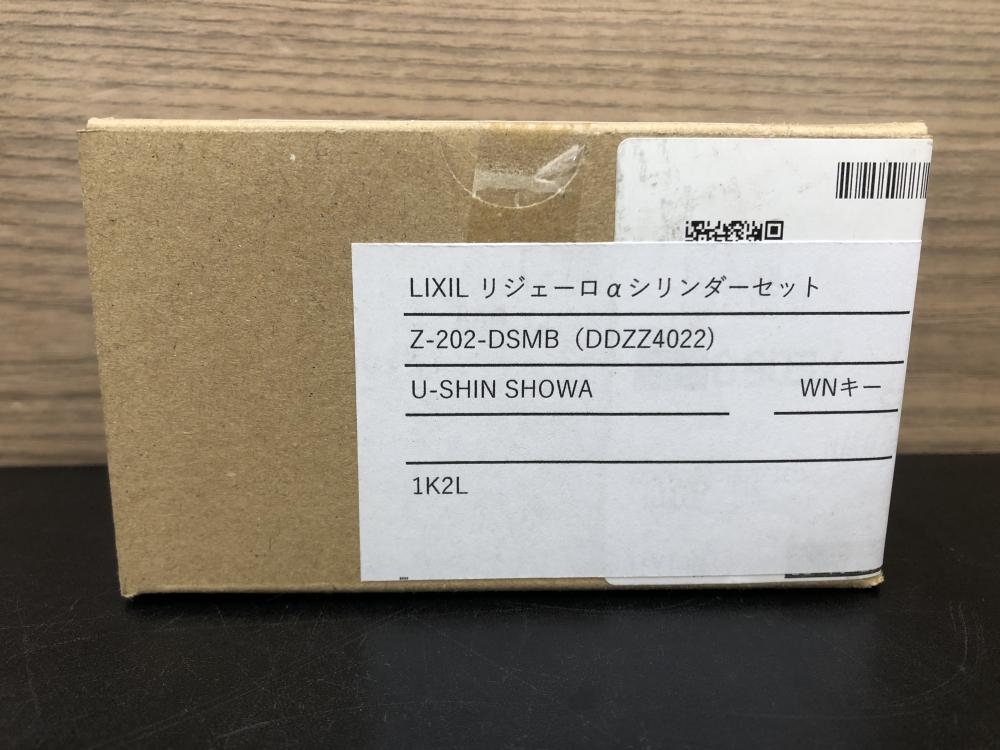 LIXIL リジェーロαシリンダーセット
Z-202-DSMB（DDZZ4022）
U-SHIN SHOWA WNキー
1K2L